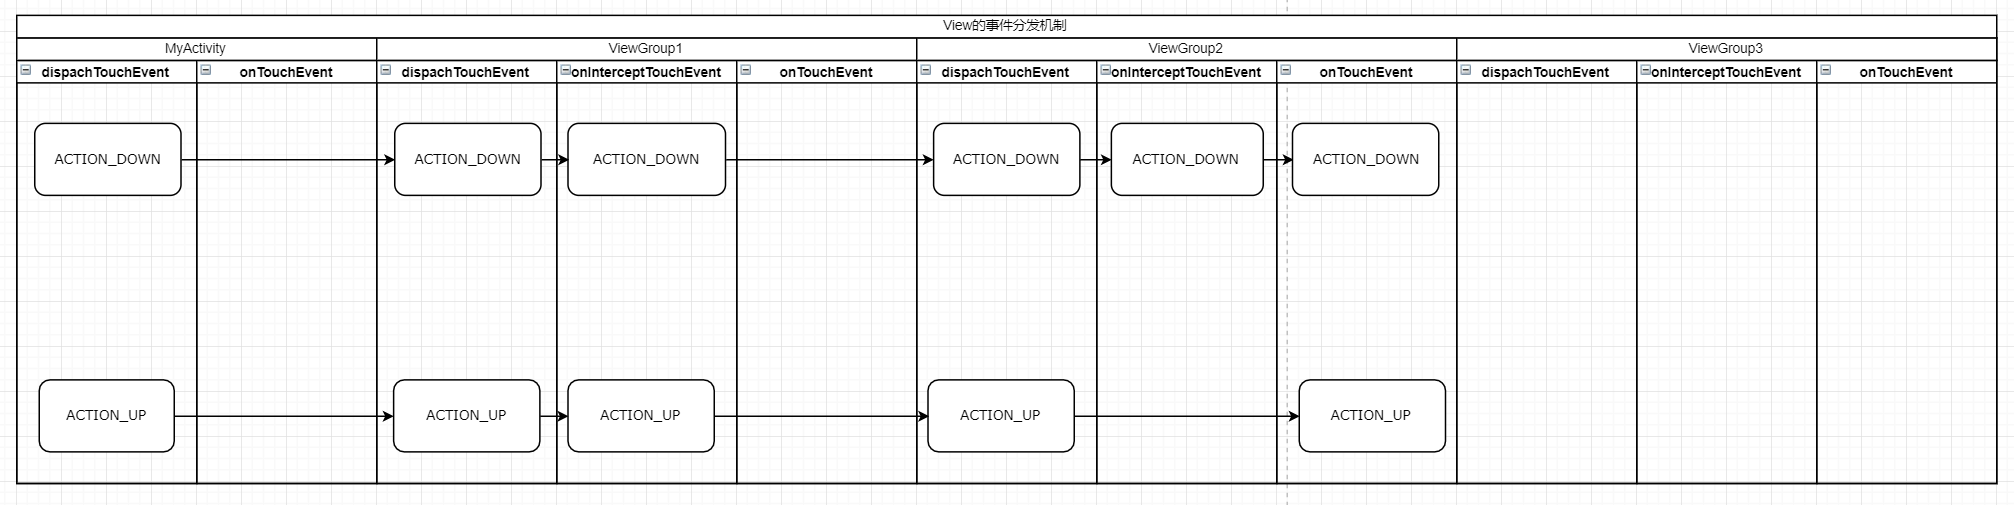 View的事件分发机制
MyActivity
ViewGroup1
ViewGroup2
ViewGroup3
dispachTouchEvent
onTouchEvent
dispachTouchEvent
onInterceptTouchEvent
onTouchEvent
dispachTouchEvent
onInterceptTouchEvent
onTouchEvent
dispachTouchEvent
onInterceptTouchEvent
onTouchEvent
ACTION_DOWN
ACTION_DOWN
ACTION_DOWN
ACTION_DOWN
ACTION_DOWN
ACTION_DOWN
ACTION_UP
ACTION_UP
ACTION_UP
ACTION_UP
ACTION_UP